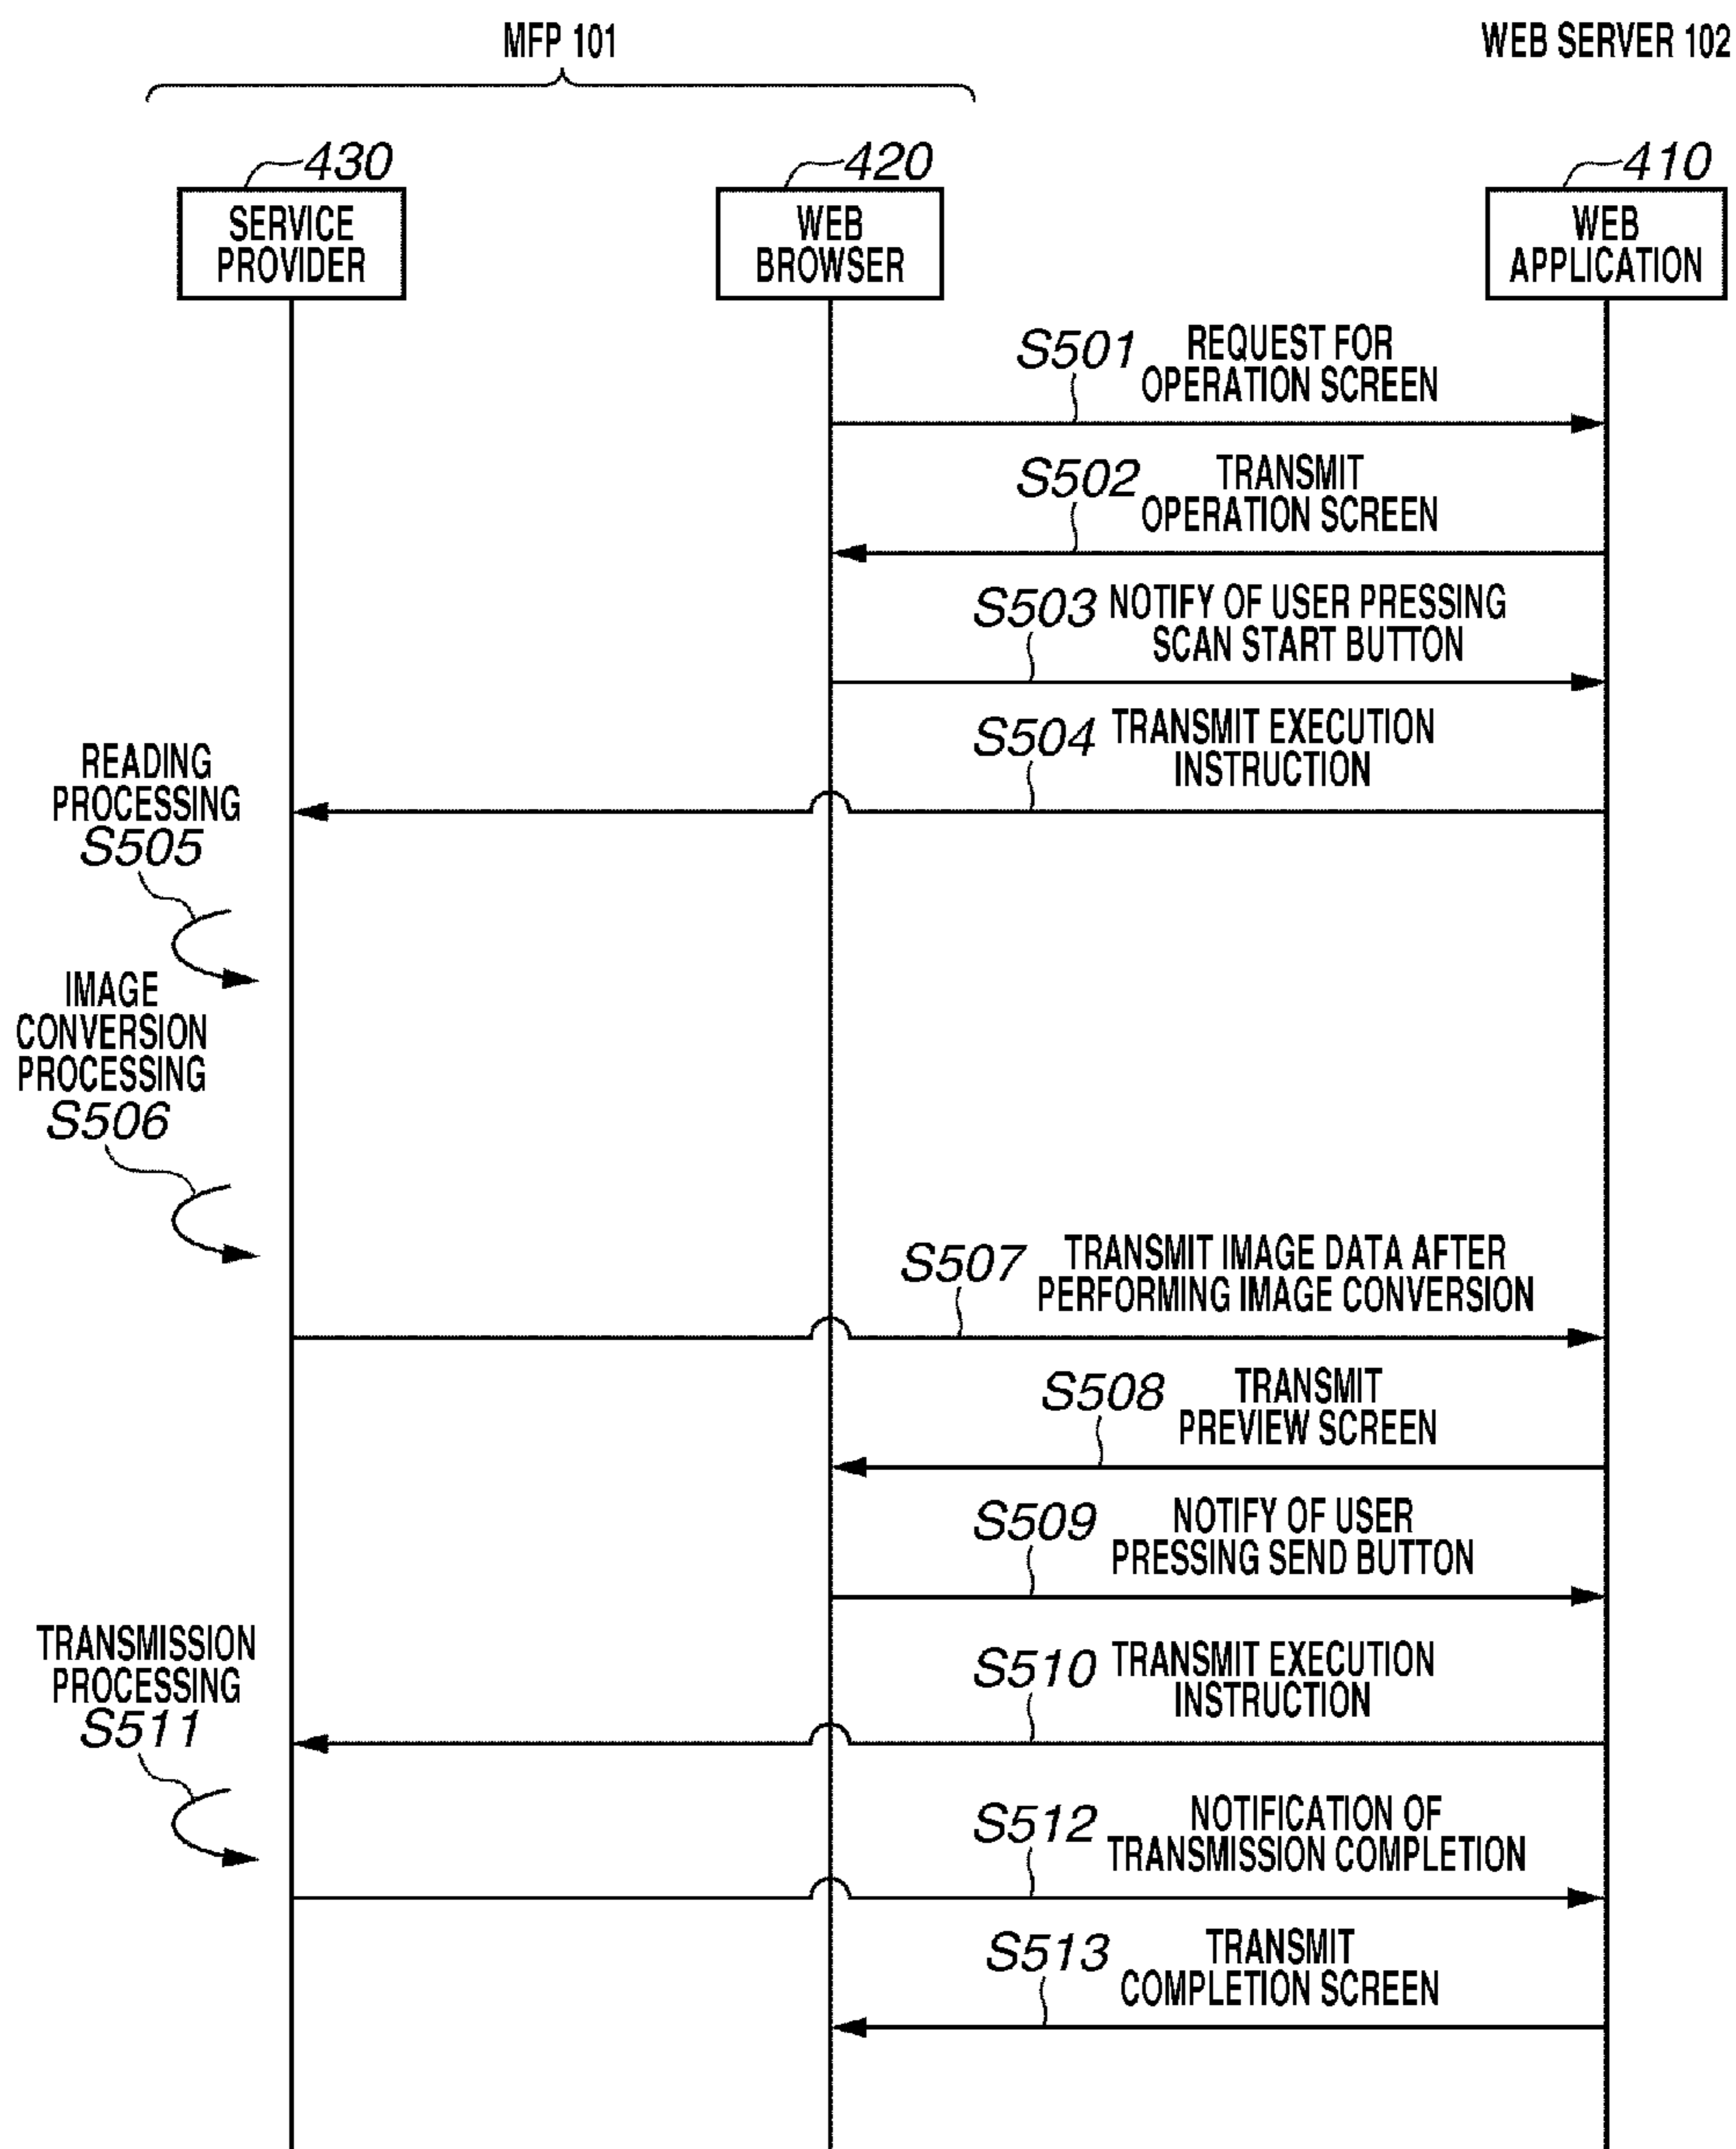 MFP 101
WEB SERVER 102
430
420
410
SERVICE
PROVIDER
WEB
BROWSER
WEB
APPLICATION
S501
REQUEST FOR
OPERATION SCREEN
S502
TRANSMIT
OPERATION SCREEN
S503
NOTIFY OF USER PRESSING
SCAN START BUTTON
S504
TRANSMIT EXECUTION
INSTRUCTION
READING
PROCESSING
S505
IMAGE
CONVERSION
PROCESSING
S506
S507
TRANSMIT IMAGE DATA AFTER
PERFORMING IMAGE CONVERSION
S508
TRANSMIT
PREVIEW SCREEN
S509
NOTIFY OF USER
PRESSING SEND BUTTON
S510
TRANSMIT EXECUTION
INSTRUCTION
TRANSMISSION
PROCESSING
S511
S512
NOTIFICATION OF
TRANSMISSION COMPLETION
S513
TRANSMIT
COMPLETION SCREEN